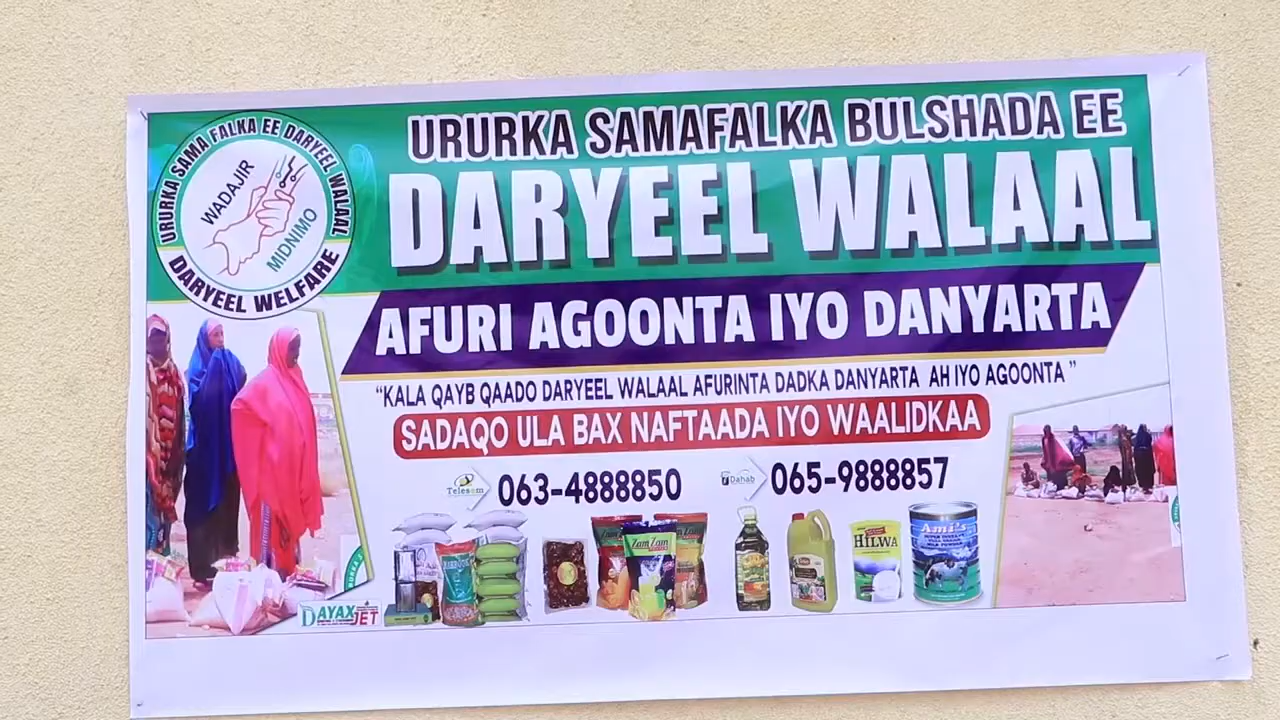 URURKA SAMAFALKA BULSHADA EE
DARYEEL WALAAL
URURKA SAMA FALKA EE DARYEEL WALAAL
WADAJIR
MIDNIMO
DARYEEL WELFARE
AFURI AGOONTA IYO DANYARTA
“KALA QAYB QAADO DARYEEL WALAAL AFURINTA DADKA DANYARTA AH IYO AGOONTA ”
SADAQO ULA BAX NAFTAADA IYO WAALIDKAA
Telesom 063-4888850
Dahab 065-9888857
ZamZam
HILWA
Ami's
DAYAX JET